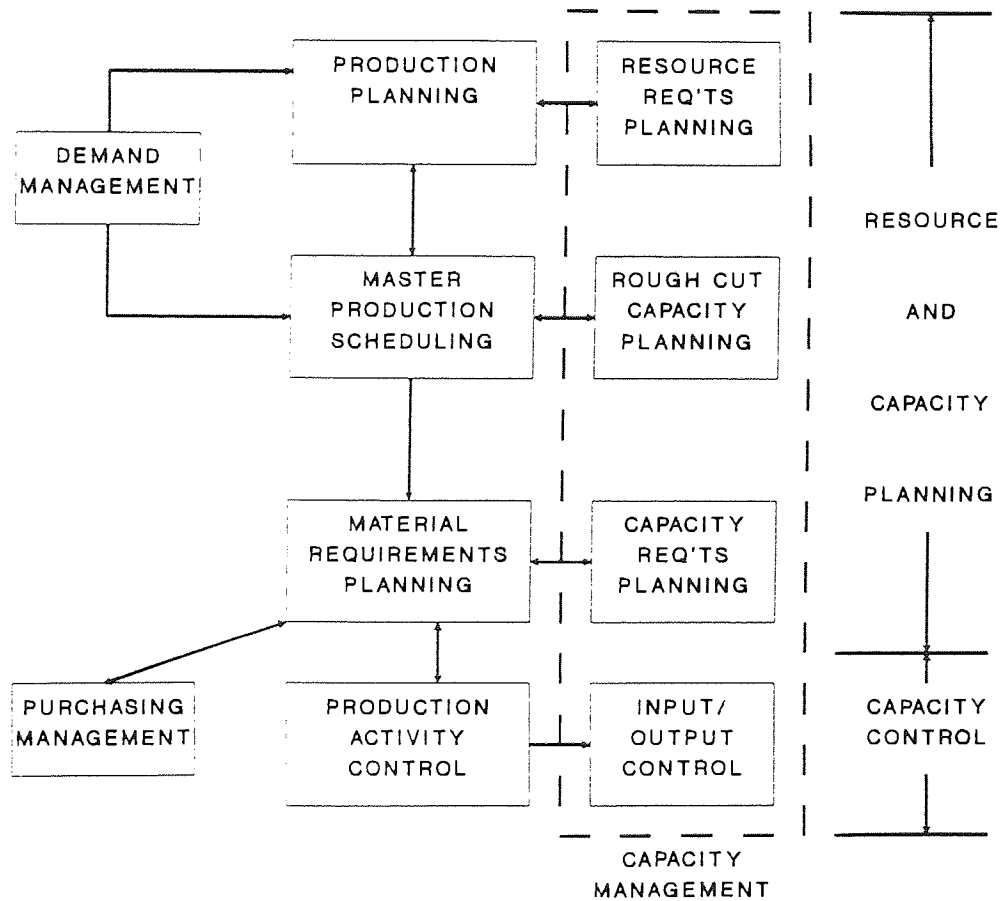 PRODUCTION
PLANNING
RESOURCE
REQ'TS
PLANNING
DEMAND
MANAGEMENT
MASTER
PRODUCTION
SCHEDULING
ROUGH CUT
CAPACITY
PLANNING
MATERIAL
REQUIREMENTS
PLANNING
CAPACITY
REQ'TS
PLANNING
PURCHASING
MANAGEMENT
PRODUCTION
ACTIVITY
CONTROL
INPUT/
OUTPUT
CONTROL
RESOURCE
AND
CAPACITY
PLANNING
CAPACITY
CONTROL
CAPACITY
MANAGEMENT